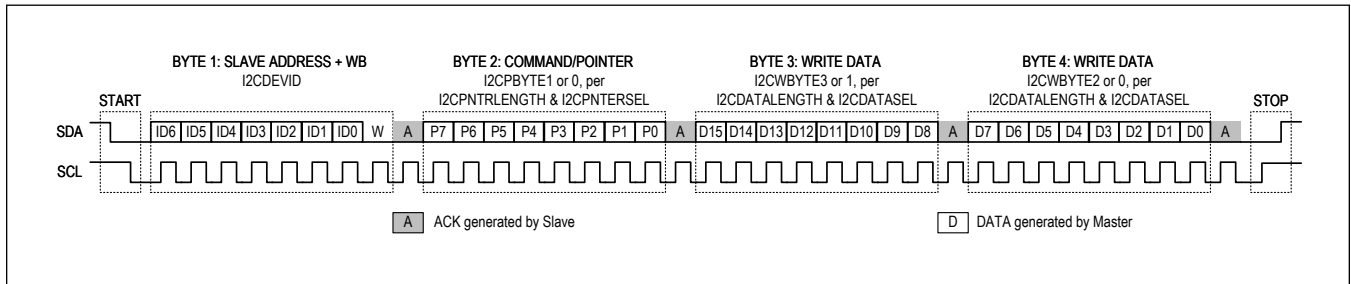 BYTE 1: SLAVE ADDRESS + WB
I2CDEVID
BYTE 2: COMMAND/POINTER
I2CPBYTE1 or 0, per
I2CPNTRLENGTH & I2CPNTERSEL
BYTE 3: WRITE DATA
I2CWBYTE3 or 1, per
I2CDATALENGTH & I2CDATASEL
BYTE 4: WRITE DATA
I2CWBYTE2 or 0, per
I2CDATALENGTH & I2CDATASEL
START
STOP
SDA ID6 ID5 ID4 ID3 ID2 ID1 ID0 W A P7 P6 P5 P4 P3 P2 P1 P0 A D15 D14 D13 D12 D11 D10 D9 D8 A D7 D6 D5 D4 D3 D2 D1 D0 A
SCL
A ACK generated by Slave
D DATA generated by Master